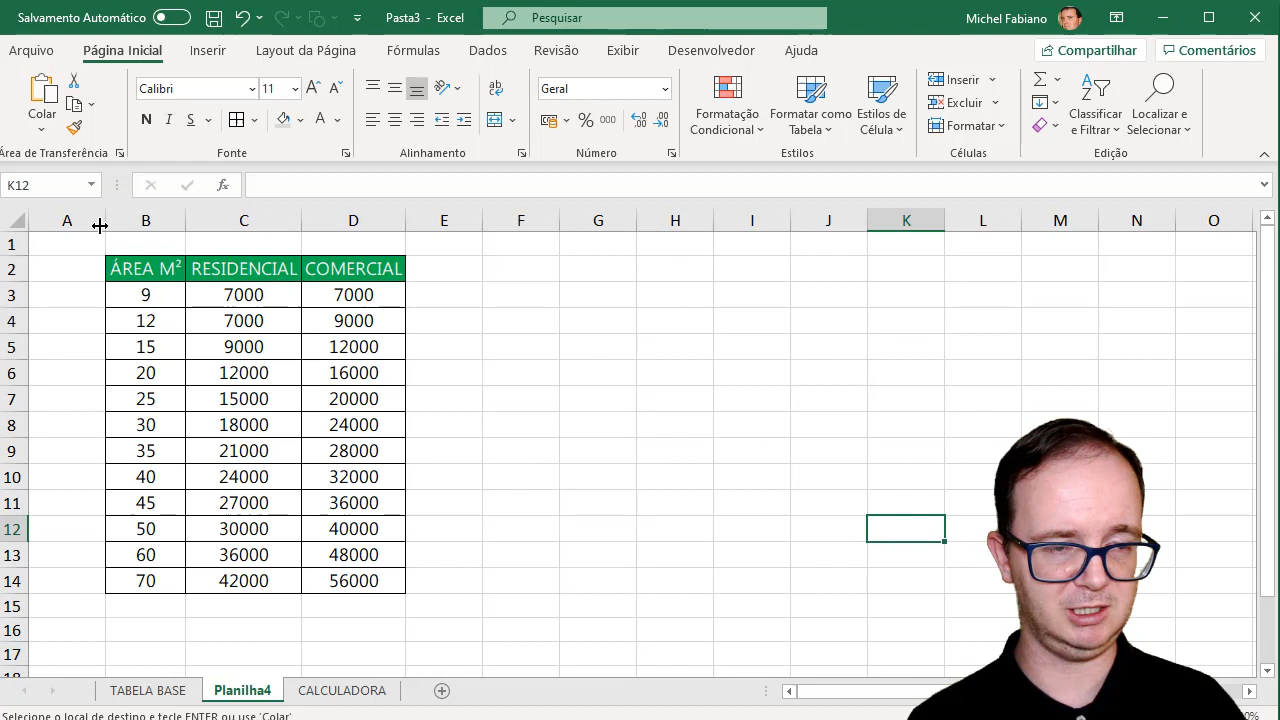 Salvamento Automático
Pasta3 - Excel
Pesquisar
Michel Fabiano
Arquivo
Página Inicial
Inserir
Layout da Página
Fórmulas
Dados
Revisão
Exibir
Desenvolvedor
Ajuda
Compartilhar
Comentários
Colar
Calibri
11
N I S
A
Geral
% 000
Formatação Condicional
Formatar como Tabela
Estilos de Célula
Inserir
Excluir
Formatar
Classificar e Filtrar
Localizar e Selecionar
Área de Transferência
Fonte
Alinhamento
Número
Estilos
Células
Edição
K12
fx
A B C D E F G H I J K L M N O
1
2 ÁREA M² RESIDENCIAL COMERCIAL
3 9 7000 7000
4 12 7000 9000
5 15 9000 12000
6 20 12000 16000
7 25 15000 20000
8 30 18000 24000
9 35 21000 28000
10 40 24000 32000
11 45 27000 36000
12 50 30000 40000
13 60 36000 48000
14 70 42000 56000
15
16
17
18
TABELA BASE
Planilha4
CALCULADORA
Selecione o local de destino e tecle ENTER ou use 'Colar'